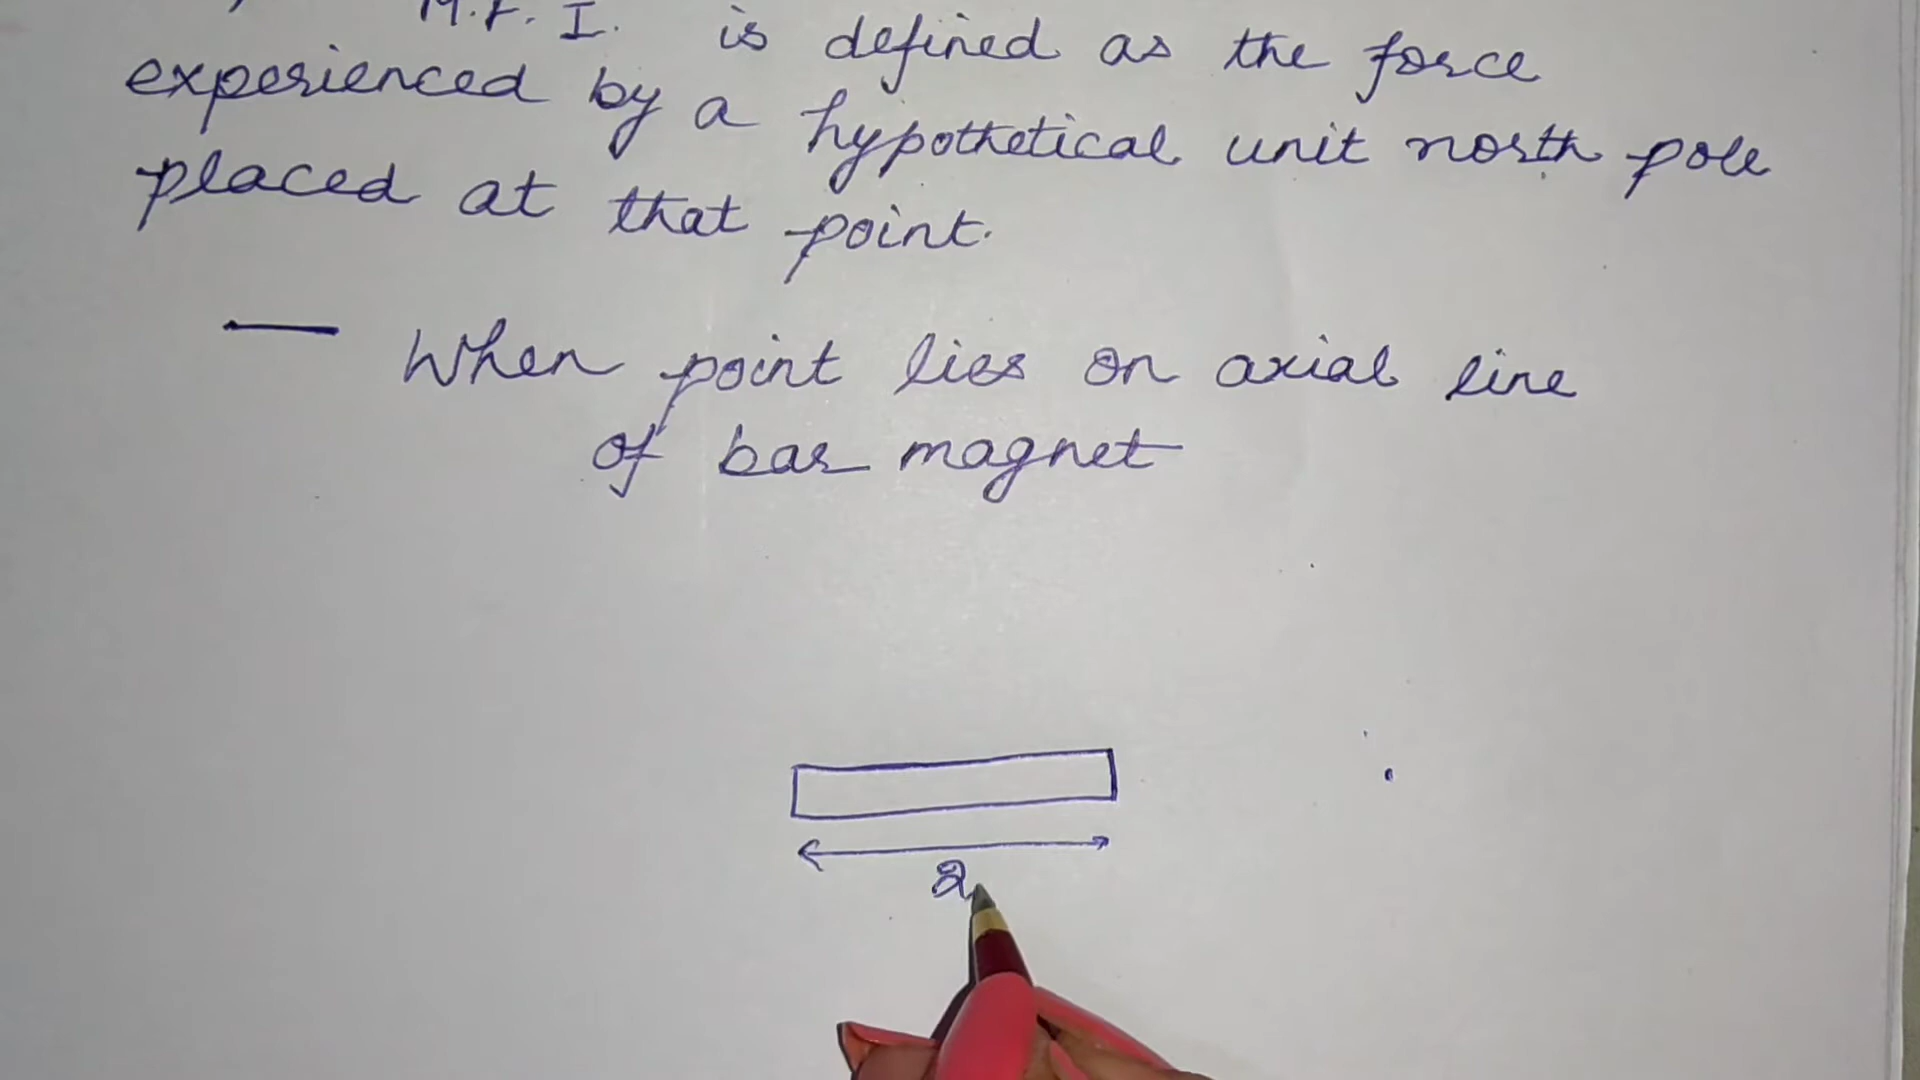 M.F.I. is defined as the force
experienced by a hypothetical unit north pole
placed at that point.
— When point lies on axial line
of bar magnet
2